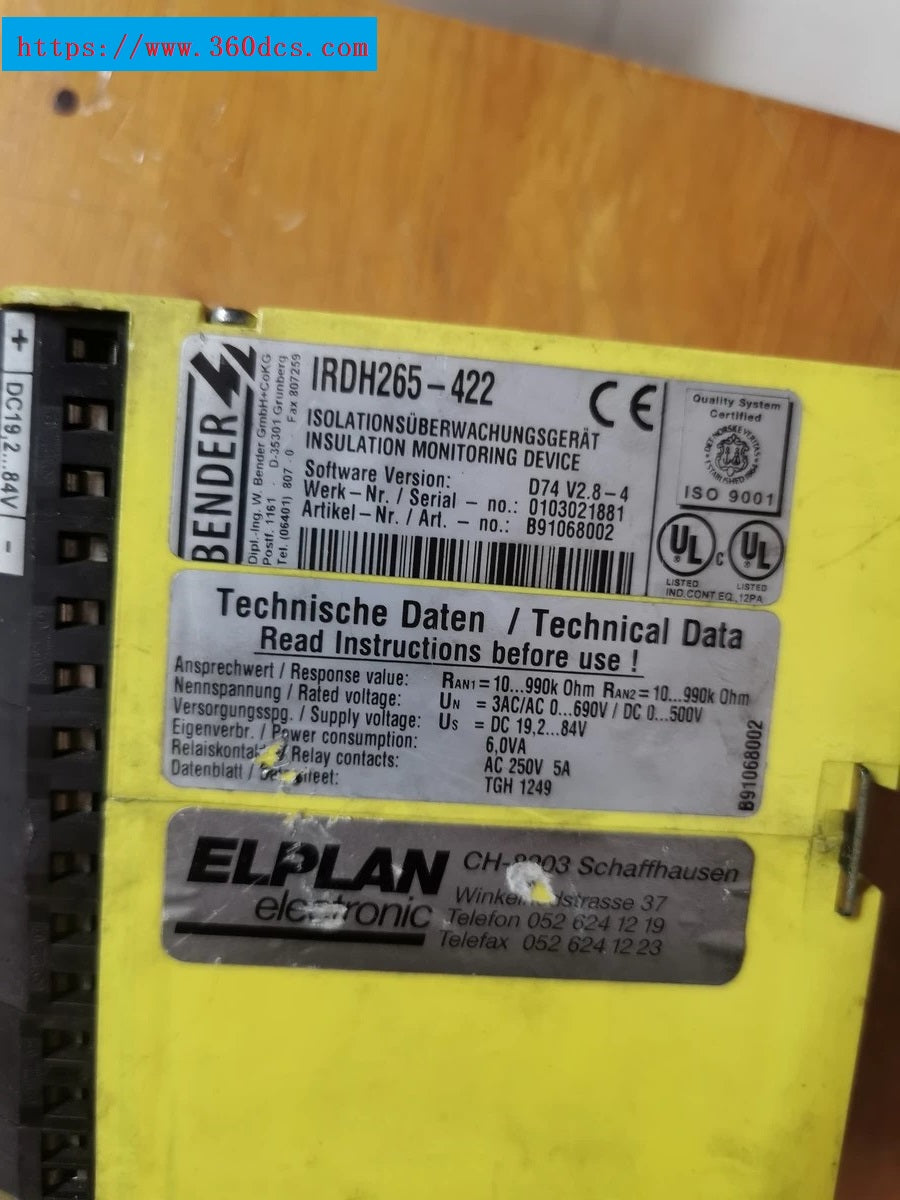 https://www.360dcs.com
+
DC19,2...84V
-
BENDER
Dipl.-Ing. W. Bender GmbH+CoKG
Postf. 1161 · D-35301 Grünberg
Tel. (06401) 807 - 0 · Fax 807259
IRDH265-422
CE
ISOLATIONSÜBERWACHUNGSGERÄT
INSULATION MONITORING DEVICE
Software Version: D74 V2.8-4
Werk-Nr. / Serial - no.: 0103021881
Artikel-Nr. / Art. - no.: B91068002
Quality System
Certified
DET NORSKE VERITAS
ISO 9001
UL c UL
LISTED LISTED
IND.CONT.EQ. 12PA
Technische Daten / Technical Data
Read Instructions before use !
Ansprechwert / Response value: RAN1 = 10...990k Ohm RAN2 = 10...990k Ohm
Nennspannung / Rated voltage: UN = 3AC/AC 0...690V / DC 0...500V
Versorgungsspg. / Supply voltage: US = DC 19,2...84V
Eigenverbr. / Power consumption: 6,0VA
/ Relay contacts: AC 250V 5A
Datenblatt / TGH 1249
B91068002
ELPLAN
electronic
Schaffhausen
37
Telefon 052 624 12 19
Telefax 052 624 12 23